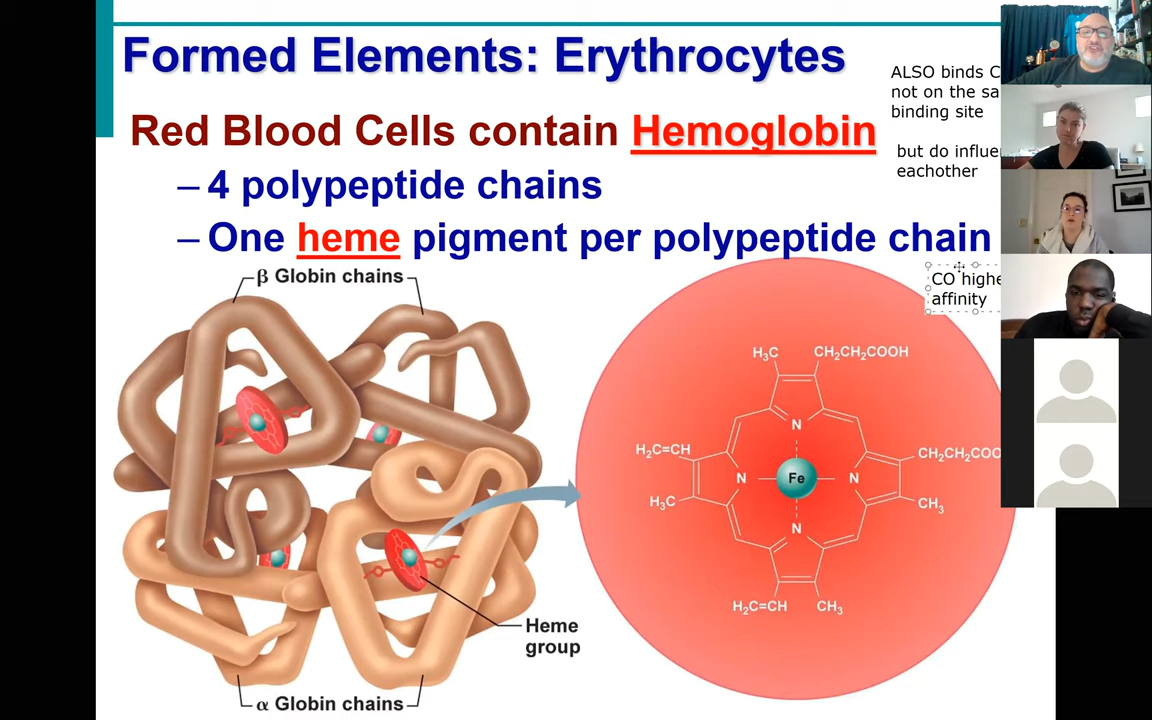 Formed Elements: Erythrocytes
ALSO binds C
not on the sa
binding site
Red Blood Cells contain Hemoglobin
but do influe
eachother
– 4 polypeptide chains
– One heme pigment per polypeptide chain
β Globin chains
CO highe
affinity
H₃C
CH₂CH₂COOH
N
H₂C=CH
CH₂CH₂COO
N
Fe
N
H₃C
CH₃
N
H₂C=CH
CH₃
Heme
group
α Globin chains